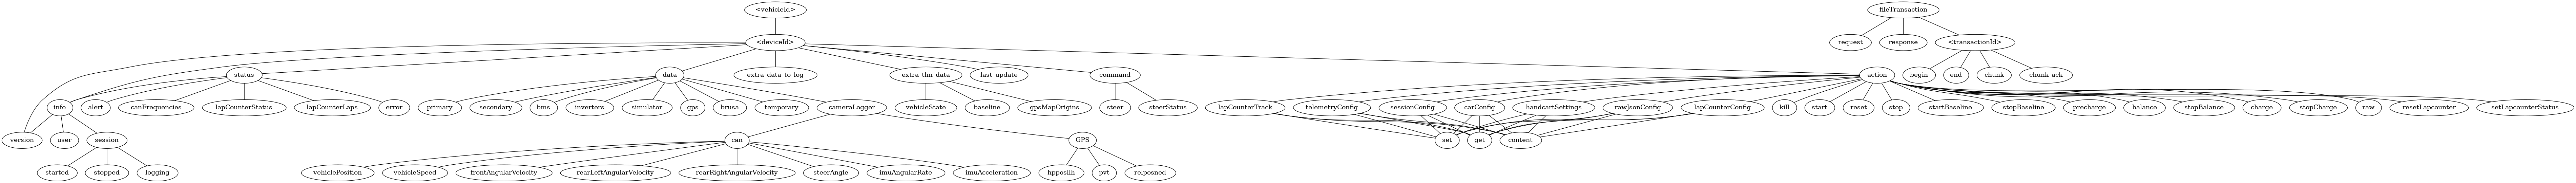 <vehicleId> fileTransaction
<deviceId> request response <transactionId>
status data extra_data_to_log extra_tlm_data last_update command action begin end chunk chunk_ack
info alert canFrequencies lapCounterStatus lapCounterLaps error primary secondary bms inverters simulator gps brusa temporary cameraLogger vehicleState baseline gpsMapOrigins steer steerStatus lapCounterTrack telemetryConfig sessionConfig carConfig handcartSettings rawJsonConfig lapCounterConfig kill start reset stop startBaseline stopBaseline precharge balance stopBalance charge stopCharge raw resetLapcounter setLapcounterStatus
version user session can GPS set get content
started stopped logging vehiclePosition vehicleSpeed frontAngularVelocity rearLeftAngularVelocity rearRightAngularVelocity steerAngle imuAngularRate imuAcceleration hpposllh pvt relposned